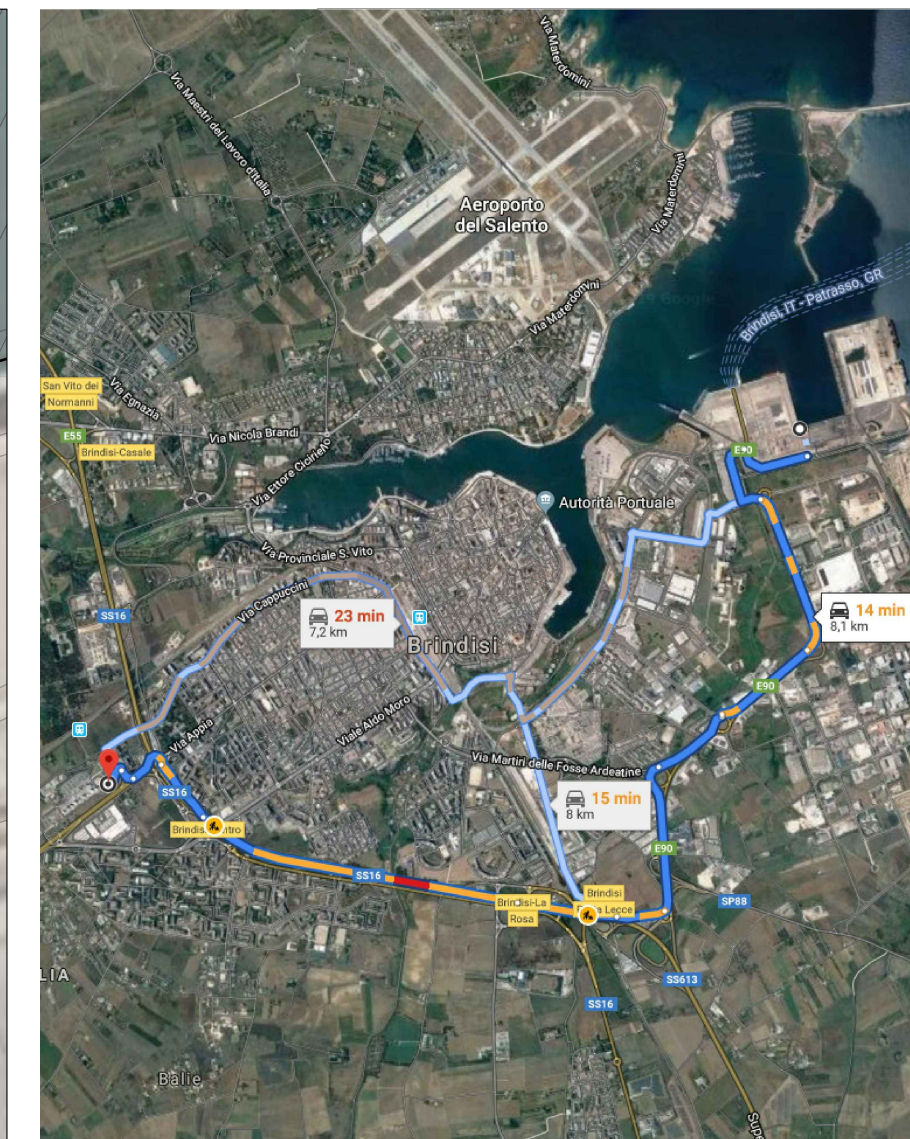 Via Materdomini
Via Maestri del Lavoro d'Italia
Aeroporto
del Salento
Via Materdomini
Via Materdomini
Google
Brindisi, IT - Patrasso, GR
San Vito dei
Normanni
Via Egnazia
E55
Via Nicola Brandi
Brindisi-Casale
Via Ettore Ciciriello
E90
Autorità Portuale
Via Provinciale S. Vito
Via Cappuccini
SS16
23 min
7,2 km
14 min
8,1 km
Brindisi
E90
Viale Aldo Moro
Via Appia
Via Martiri delle Fosse Ardeatine
SS16
15 min
8 km
E90
SS16
Brindisi-La
Rosa
Brindisi
Lecce
SP88
SS613
LIA
SS16
Balie